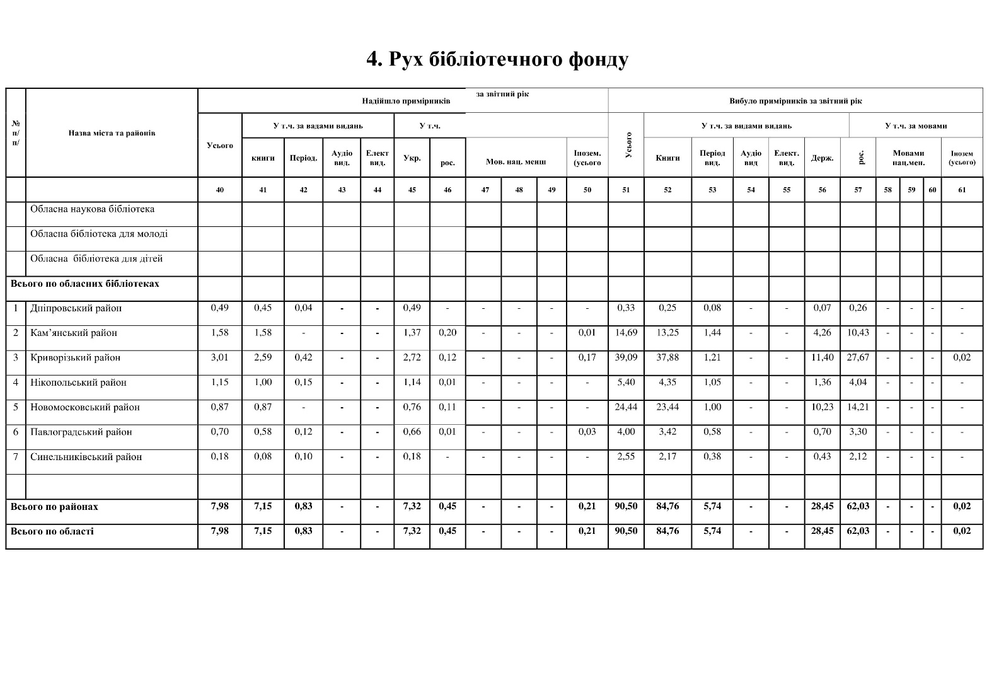 4. Рух бібліотечного фонду
№ п/п/ Назва міста та районів Надійшло примірників за звітний рік Вибуло примірників за звітний рік
Усього У т.ч. за вадами видань У т.ч. Усього У т.ч. за видами видань У т.ч. за мовами
книги Період. Аудіо вид. Елект вид. Укр. рос. Мов. нац. менш Інозем. (усього Книги Період вид. Аудіо вид Елект. вид. Держ. рос. Мовами нац.мен. Інозем (усього)
40 41 42 43 44 45 46 47 48 49 50 51 52 53 54 55 56 57 58 59 60 61
Обласна наукова бібліотека
Обласна бібліотека для молоді
Обласна бібліотека для дітей
Всього по обласних бібліотеках
1 Дніпровський район 0,49 0,45 0,04 - - 0,49 - - - - - 0,33 0,25 0,08 - - 0,07 0,26 - - - -
2 Кам’янський район 1,58 1,58 - - - 1,37 0,20 - - - 0,01 14,69 13,25 1,44 - - 4,26 10,43 - - - -
3 Криворізький район 3,01 2,59 0,42 - - 2,72 0,12 - - - 0,17 39,09 37,88 1,21 - - 11,40 27,67 - - - 0,02
4 Нікопольський район 1,15 1,00 0,15 - - 1,14 0,01 - - - - 5,40 4,35 1,05 - - 1,36 4,04 - - - -
5 Новомосковський район 0,87 0,87 - - - 0,76 0,11 - - - - 24,44 23,44 1,00 - - 10,23 14,21 - - - -
6 Павлоградський район 0,70 0,58 0,12 - - 0,66 0,01 - - - 0,03 4,00 3,42 0,58 - - 0,70 3,30 - - - -
7 Синельниківський район 0,18 0,08 0,10 - - 0,18 - - - - - 2,55 2,17 0,38 - - 0,43 2,12 - - - -
Всього по районах 7,98 7,15 0,83 - - 7,32 0,45 - - - 0,21 90,50 84,76 5,74 - - 28,45 62,03 - - - 0,02
Всього по області 7,98 7,15 0,83 - - 7,32 0,45 - - - 0,21 90,50 84,76 5,74 - - 28,45 62,03 - - - 0,02